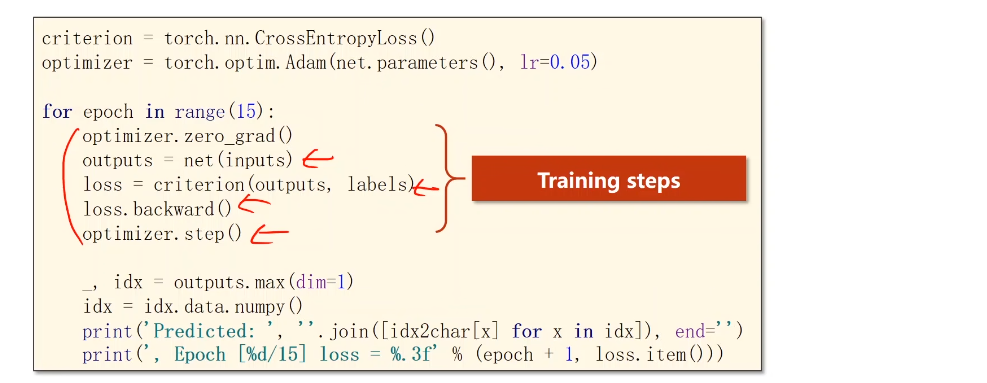 criterion = torch.nn.CrossEntropyLoss()
optimizer = torch.optim.Adam(net.parameters(), lr=0.05)
for epoch in range(15):
    optimizer.zero_grad()
    outputs = net(inputs)
    loss = criterion(outputs, labels)
    loss.backward()
    optimizer.step()
Training steps
    _, idx = outputs.max(dim=1)
    idx = idx.data.numpy()
    print('Predicted: ', ''.join([idx2char[x] for x in idx]), end='')
    print(', Epoch [%d/15] loss = %.3f' % (epoch + 1, loss.item()))